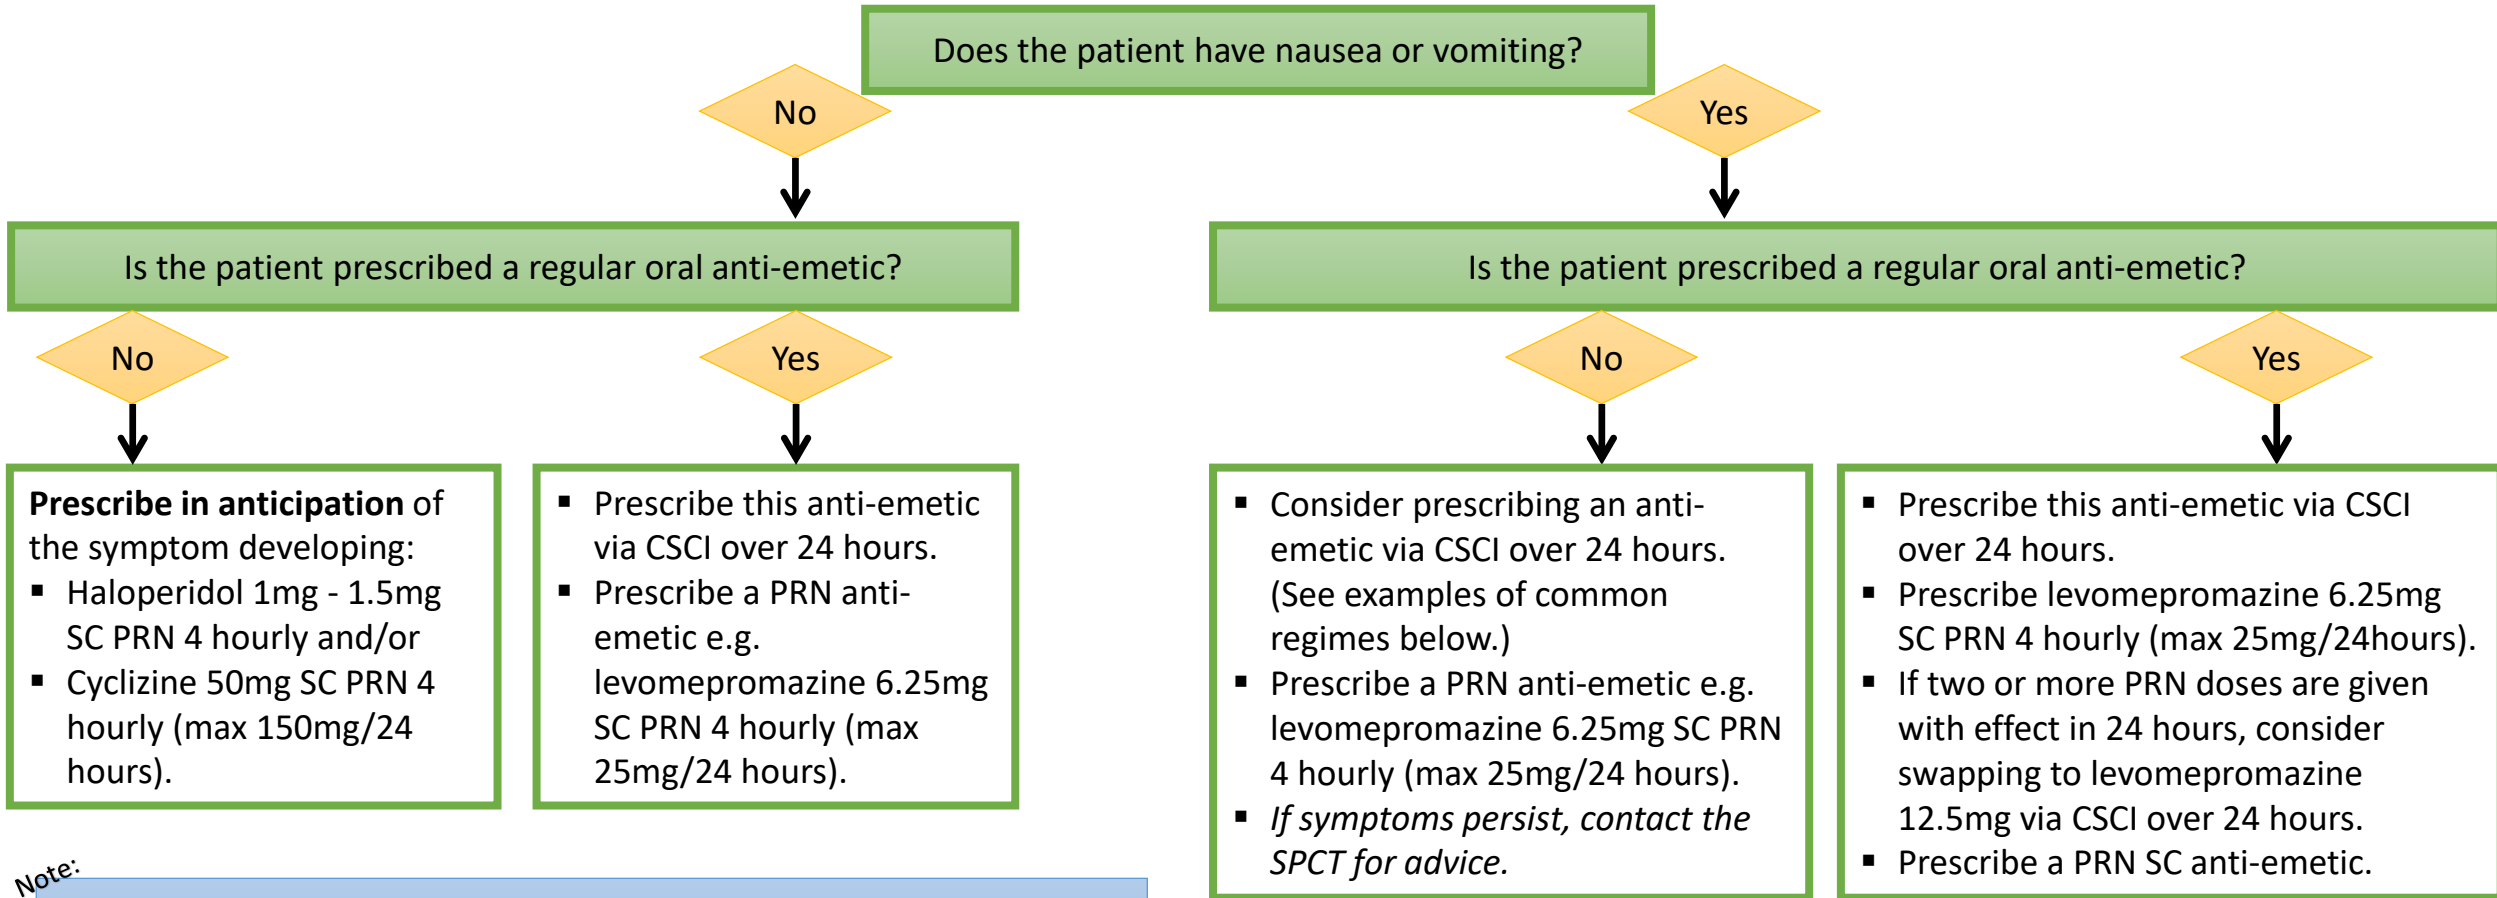 Does the patient have nausea or vomiting?
No
Yes
Is the patient prescribed a regular oral anti-emetic?
Is the patient prescribed a regular oral anti-emetic?
No
Yes
No
Yes
Prescribe in anticipation of
the symptom developing:
▪ Haloperidol 1mg - 1.5mg
SC PRN 4 hourly and/or
▪ Cyclizine 50mg SC PRN 4
hourly (max 150mg/24
hours).
▪ Prescribe this anti-emetic
via CSCI over 24 hours.
▪ Prescribe a PRN anti-
emetic e.g.
levomepromazine 6.25mg
SC PRN 4 hourly (max
25mg/24 hours).
▪ Consider prescribing an anti-
emetic via CSCI over 24 hours.
(See examples of common
regimes below.)
▪ Prescribe a PRN anti-emetic e.g.
levomepromazine 6.25mg SC PRN
4 hourly (max 25mg/24 hours).
▪ If symptoms persist, contact the
SPCT for advice.
▪ Prescribe this anti-emetic via CSCI
over 24 hours.
▪ Prescribe levomepromazine 6.25mg
SC PRN 4 hourly (max 25mg/24hours).
▪ If two or more PRN doses are given
with effect in 24 hours, consider
swapping to levomepromazine
12.5mg via CSCI over 24 hours.
▪ Prescribe a PRN SC anti-emetic.
Note: